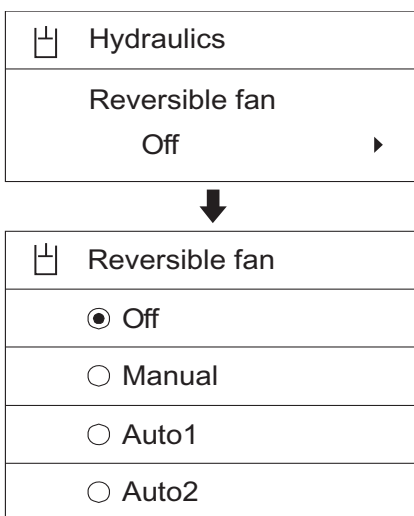 Hydraulics
Reversible fan
Off
Reversible fan
Off
Manual
Auto1
Auto2